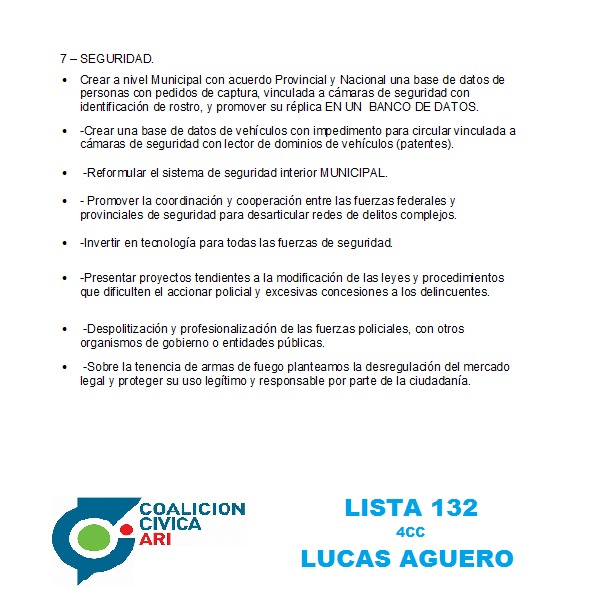 7 – SEGURIDAD.
• Crear a nivel Municipal con acuerdo Provincial y Nacional una base de datos de
personas con pedidos de captura, vinculada a cámaras de seguridad con
identificación de rostro, y promover su réplica EN UN BANCO DE DATOS.
• -Crear una base de datos de vehículos con impedimento para circular vinculada a
cámaras de seguridad con lector de dominios de vehículos (patentes).
• -Reformular el sistema de seguridad interior MUNICIPAL.
• - Promover la coordinación y cooperación entre las fuerzas federales y
provinciales de seguridad para desarticular redes de delitos complejos.
• -Invertir en tecnología para todas las fuerzas de seguridad.
• -Presentar proyectos tendientes a la modificación de las leyes y procedimientos
que dificulten el accionar policial y excesivas concesiones a los delincuentes.
• -Despolitización y profesionalización de las fuerzas policiales, con otros
organismos de gobierno o entidades públicas.
• -Sobre la tenencia de armas de fuego planteamos la desregulación del mercado
legal y proteger su uso legítimo y responsable por parte de la ciudadanía.
COALICION
CIVICA
ARI
LISTA 132
4CC
LUCAS AGUERO